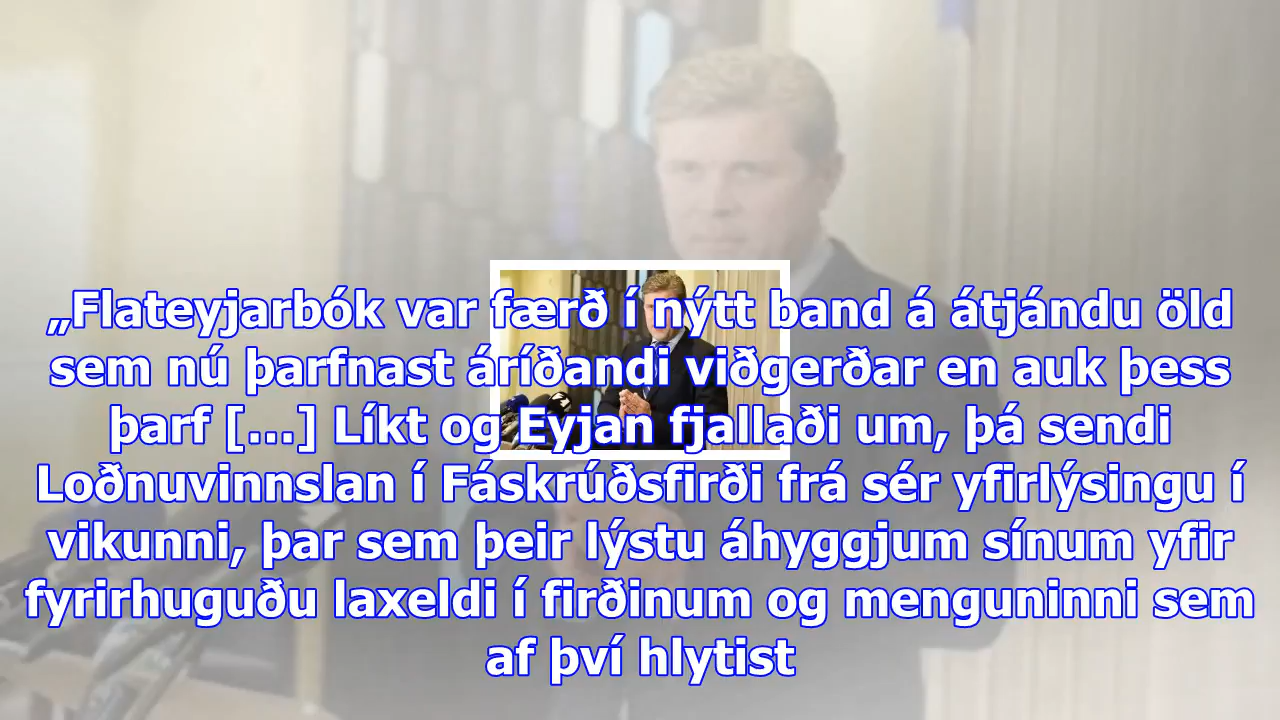 „Flateyjarbók var færð í nýtt band á átjándu öld
sem nú þarfnast áríðandi viðgerðar en auk þess
þarf [...] Líkt og Eyjan fjallaði um, þá sendi
Loðnuvinnslan í Fáskrúðsfirði frá sér yfirlýsingu í
vikunni, þar sem þeir lýstu áhyggjum sínum yfir
fyrirhuguðu laxeldi í firðinum og menguninni sem
af því hlytist